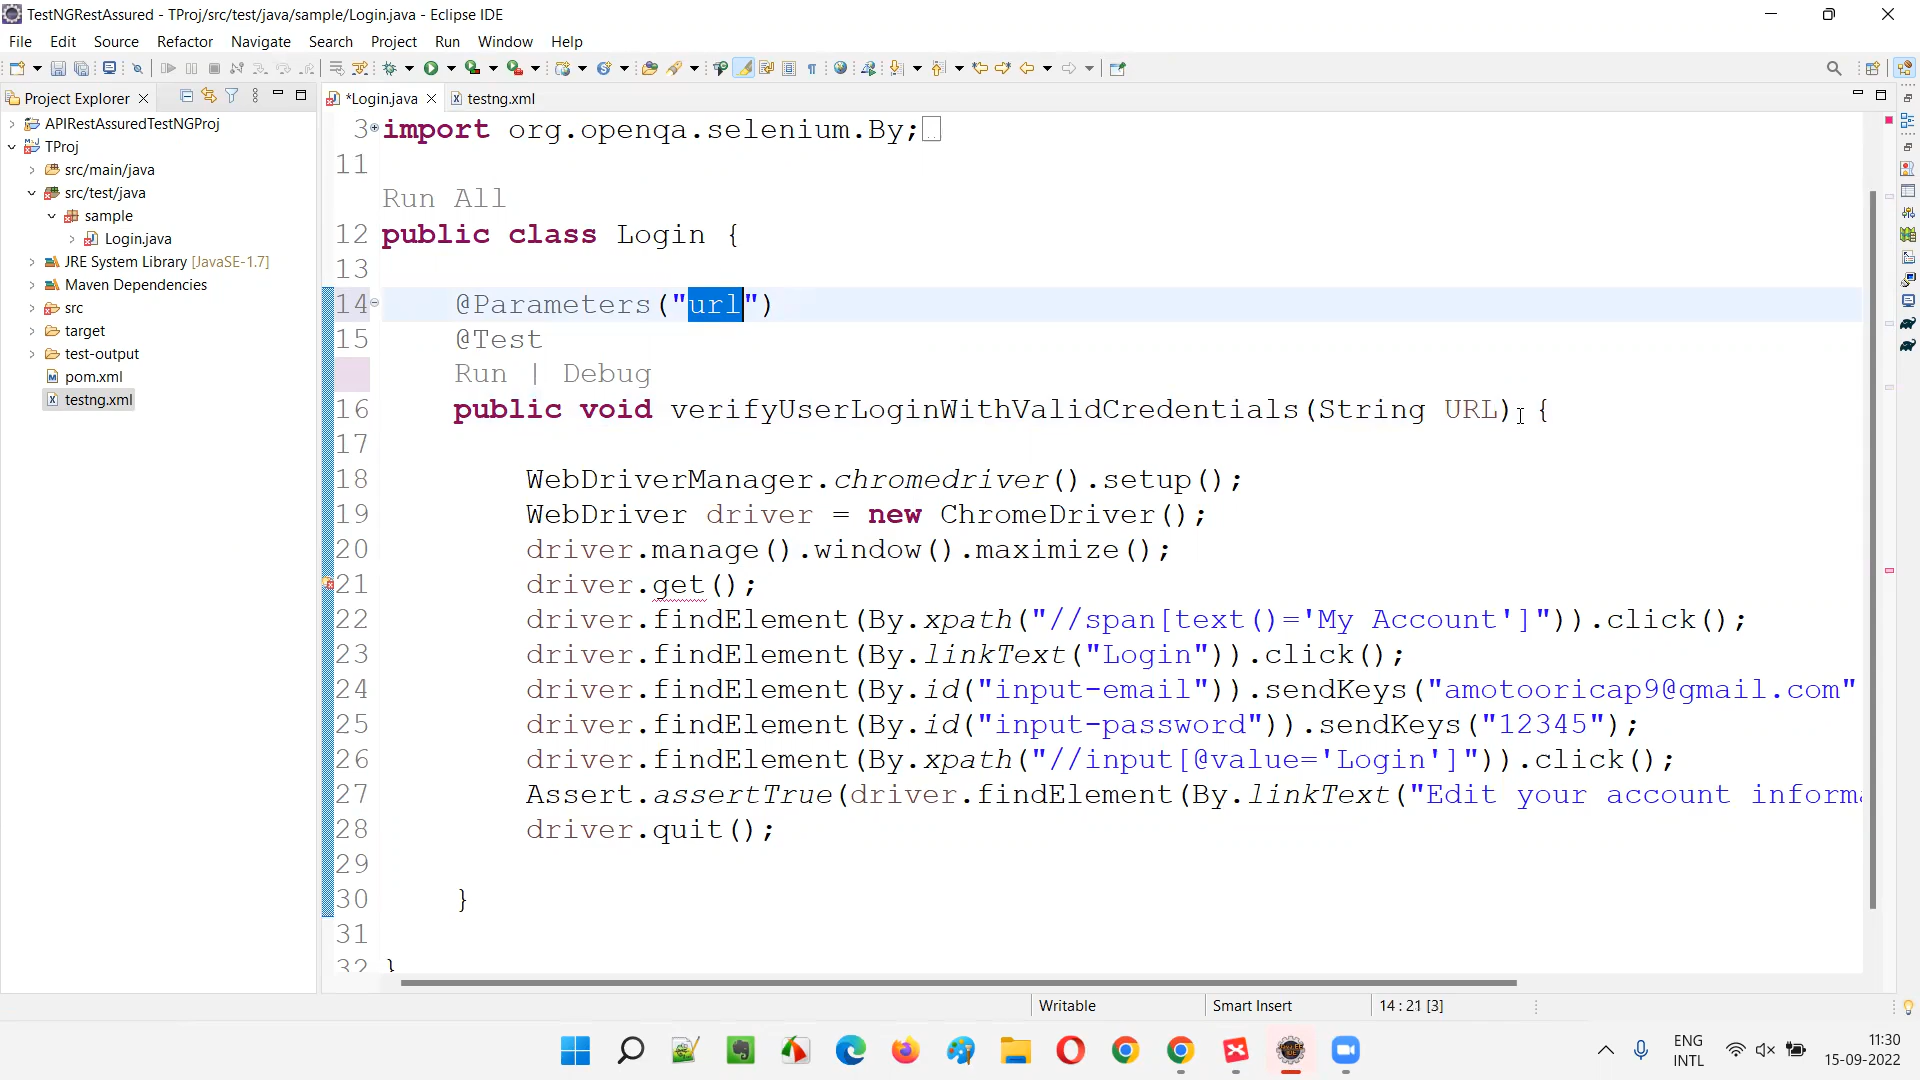 TestNGRestAssured - TProj/src/test/java/sample/Login.java - Eclipse IDE
File Edit Source Refactor Navigate Search Project Run Window Help
Project Explorer
*Login.java
testng.xml
APIRestAssuredTestNGProj
TProj
src/main/java
src/test/java
sample
Login.java
JRE System Library [JavaSE-1.7]
Maven Dependencies
src
target
test-output
pom.xml
testng.xml
3 import org.openqa.selenium.By;
11
Run All
12 public class Login {
13
14 @Parameters("url")
15 @Test
Run | Debug
16 public void verifyUserLoginWithValidCredentials(String URL) {
17
18 WebDriverManager.chromedriver().setup();
19 WebDriver driver = new ChromeDriver();
20 driver.manage().window().maximize();
21 driver.get();
22 driver.findElement(By.xpath("//span[text()='My Account']")).click();
23 driver.findElement(By.linkText("Login")).click();
24 driver.findElement(By.id("input-email")).sendKeys("amotooricap9@gmail.com"
25 driver.findElement(By.id("input-password")).sendKeys("12345");
26 driver.findElement(By.xpath("//input[@value='Login']")).click();
27 Assert.assertTrue(driver.findElement(By.linkText("Edit your account informa
28 driver.quit();
29
30 }
31
32 }
Writable
Smart Insert
14 : 21 [3]
ENG
INTL
11:30
15-09-2022